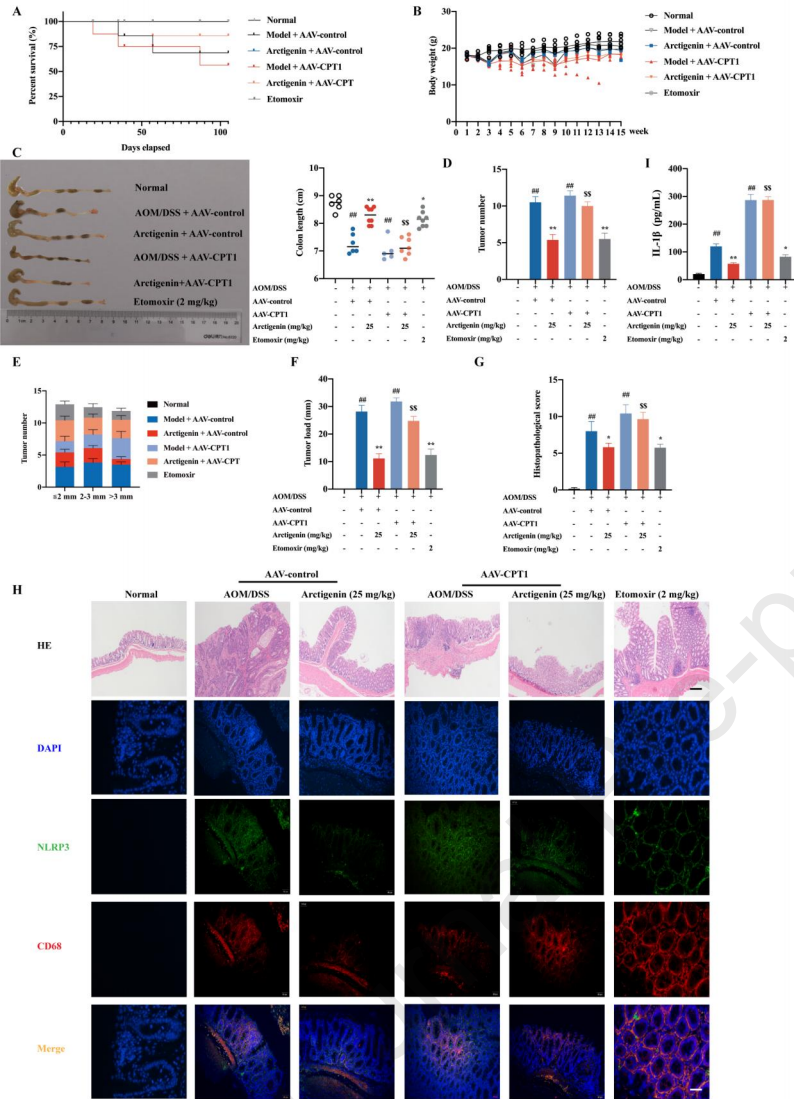 A
Percent survival (%)
100
75
50
25
0
0
50
100
Days elapsed
Normal
Model + AAV-control
Arctigenin + AAV-control
Model + AAV-CPT1
Arctigenin + AAV-CPT
Etomoxir
B
Body weight (g)
30
20
10
0
0 1 2 3 4 5 6 7 8 9 10 11 12 13 14 15 week
Normal
Model + AAV-control
Arctigenin + AAV-control
Model + AAV-CPT1
Arctigenin + AAV-CPT1
Etomoxir
C
Normal
AOM/DSS + AAV-control
Arctigenin + AAV-control
AOM/DSS + AAV-CPT1
Arctigenin+AAV-CPT1
Etomoxir (2 mg/kg)
Colon length (cm)
10
9
8
7
6
## ** ## $$ *
AOM/DSS - + + + + +
AAV-control - + + - - -
AAV-CPT1 - - - + + -
Arctigenin (mg/kg) - - 25 - 25 -
Etomoxir (mg/kg) - - - - - 2
D
Tumor number
15
10
5
0
## ** ## $$ **
AOM/DSS - + + + + +
AAV-control - + + - - -
AAV-CPT1 - - - + + -
Arctigenin (mg/kg) - - 25 - 25 -
Etomoxir (mg/kg) - - - - - 2
I
IL-1β (pg/mL)
400
300
200
100
0
## ** ## $$ *
AOM/DSS - + + + + +
AAV-control - + + - - -
AAV-CPT1 - - - + + -
Arctigenin (mg/kg) - - 25 - 25 -
Etomoxir (mg/kg) - - - - - 2
E
Tumor number
15
10
5
0
≤2 mm 2-3 mm >3 mm
Normal
Model + AAV-control
Arctigenin + AAV-control
Model + AAV-CPT1
Arctigenin + AAV-CPT
Etomoxir
F
Tumor load (mm)
40
30
20
10
0
## ** ## $$ **
AOM/DSS - + + + + +
AAV-control - + + - - -
AAV-CPT1 - - - + + -
Arctigenin (mg/kg) - - 25 - 25 -
Etomoxir (mg/kg) - - - - - 2
G
Histopathological score
15
10
5
0
## * ## $$ *
AOM/DSS - + + + + +
AAV-control - + + - - -
AAV-CPT1 - - - + + -
Arctigenin (mg/kg) - - 25 - 25 -
Etomoxir (mg/kg) - - - - - 2
H
AAV-control AAV-CPT1
Normal AOM/DSS Arctigenin (25 mg/kg) AOM/DSS Arctigenin (25 mg/kg) Etomoxir (2 mg/kg)
HE
DAPI
NLRP3
CD68
Merge